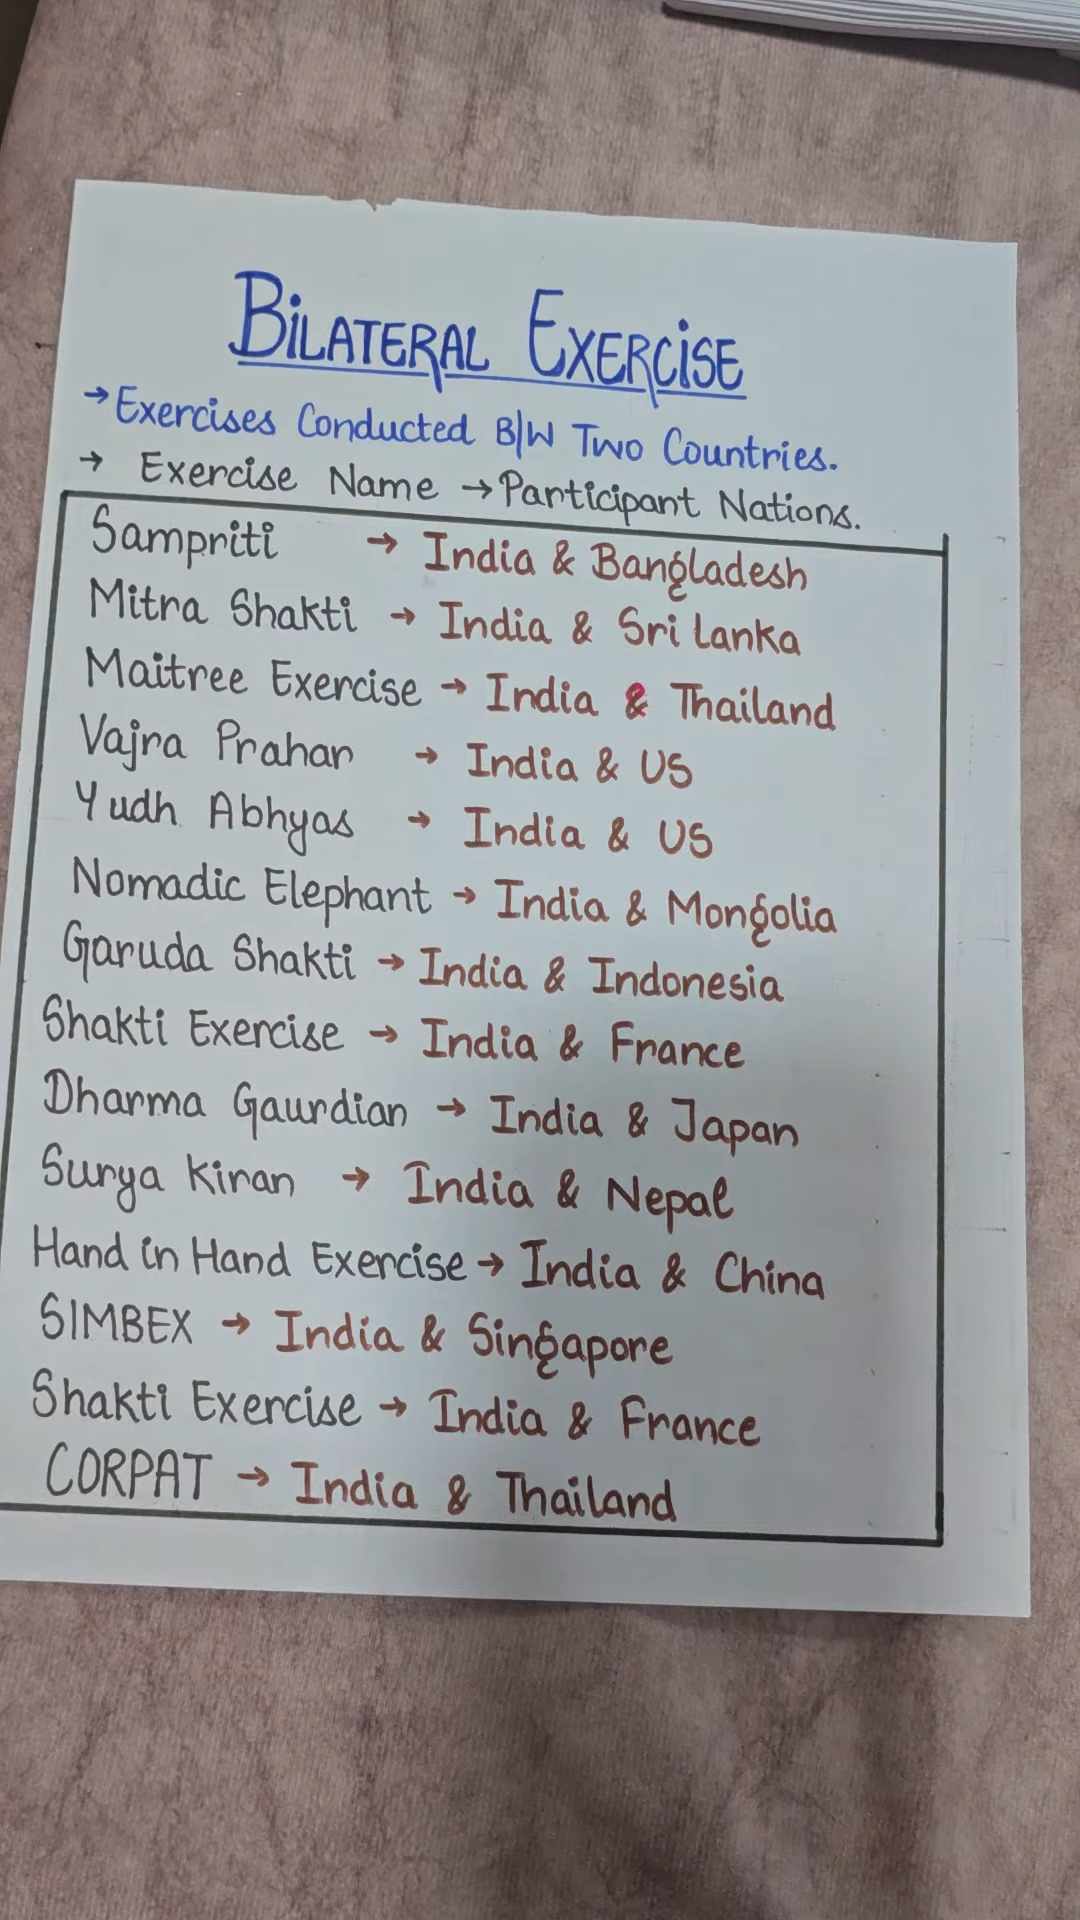 BILATERAL EXERCISE
→ Exercises Conducted B/W Two Countries.
→ Exercise Name → Participant Nations.
Sampriti → India & Bangladesh
Mitra Shakti → India & Sri Lanka
Maitree Exercise → India & Thailand
Vajra Prahar → India & US
Yudh Abhyas → India & US
Nomadic Elephant → India & Mongolia
Garuda Shakti → India & Indonesia
Shakti Exercise → India & France
Dharma Gaurdian → India & Japan
Surya Kiran → India & Nepal
Hand in Hand Exercise → India & China
SIMBEX → India & Singapore
Shakti Exercise → India & France
CORPAT → India & Thailand